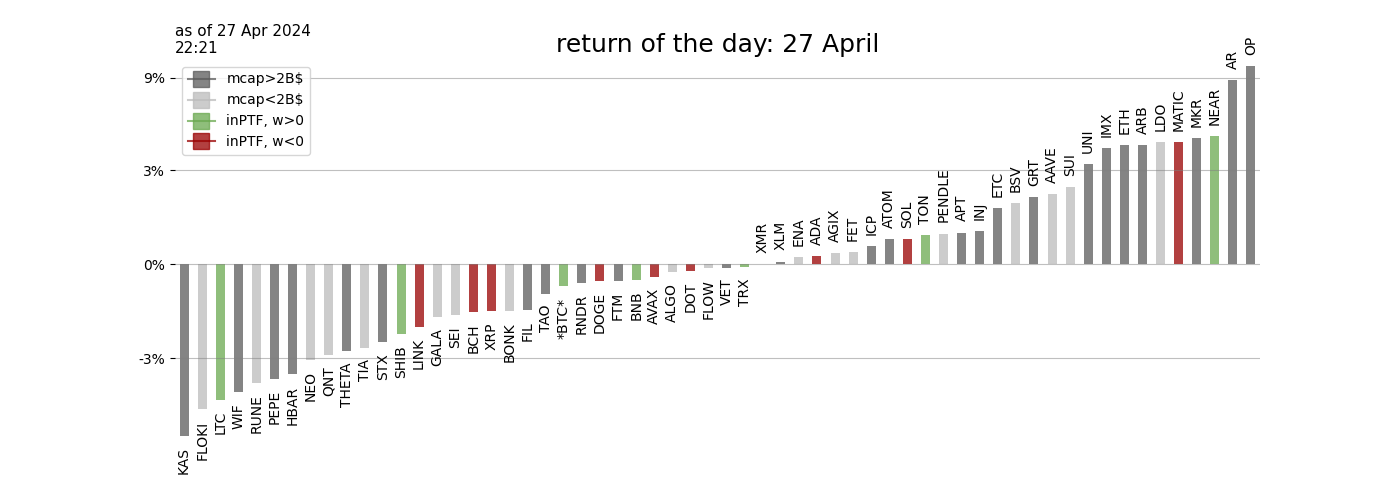 as of 27 Apr 2024
22:21
return of the day: 27 April
mcap>2B$
mcap<2B$
inPTF, w>0
inPTF, w<0
9%
3%
0%
-3%
KAS
FLOKI
LTC
WIF
RUNE
PEPE
HBAR
NEO
QNT
THETA
TIA
STX
SHIB
LINK
GALA
SEI
BCH
XRP
BONK
FIL
TAO
*BTC*
RNDR
DOGE
FTM
BNB
AVAX
ALGO
DOT
FLOW
VET
TRX
XMR
XLM
ENA
ADA
AGIX
FET
ICP
ATOM
SOL
TON
PENDLE
APT
INJ
ETC
BSV
GRT
AAVE
SUI
UNI
IMX
ETH
ARB
LDO
MATIC
MKR
NEAR
AR
OP